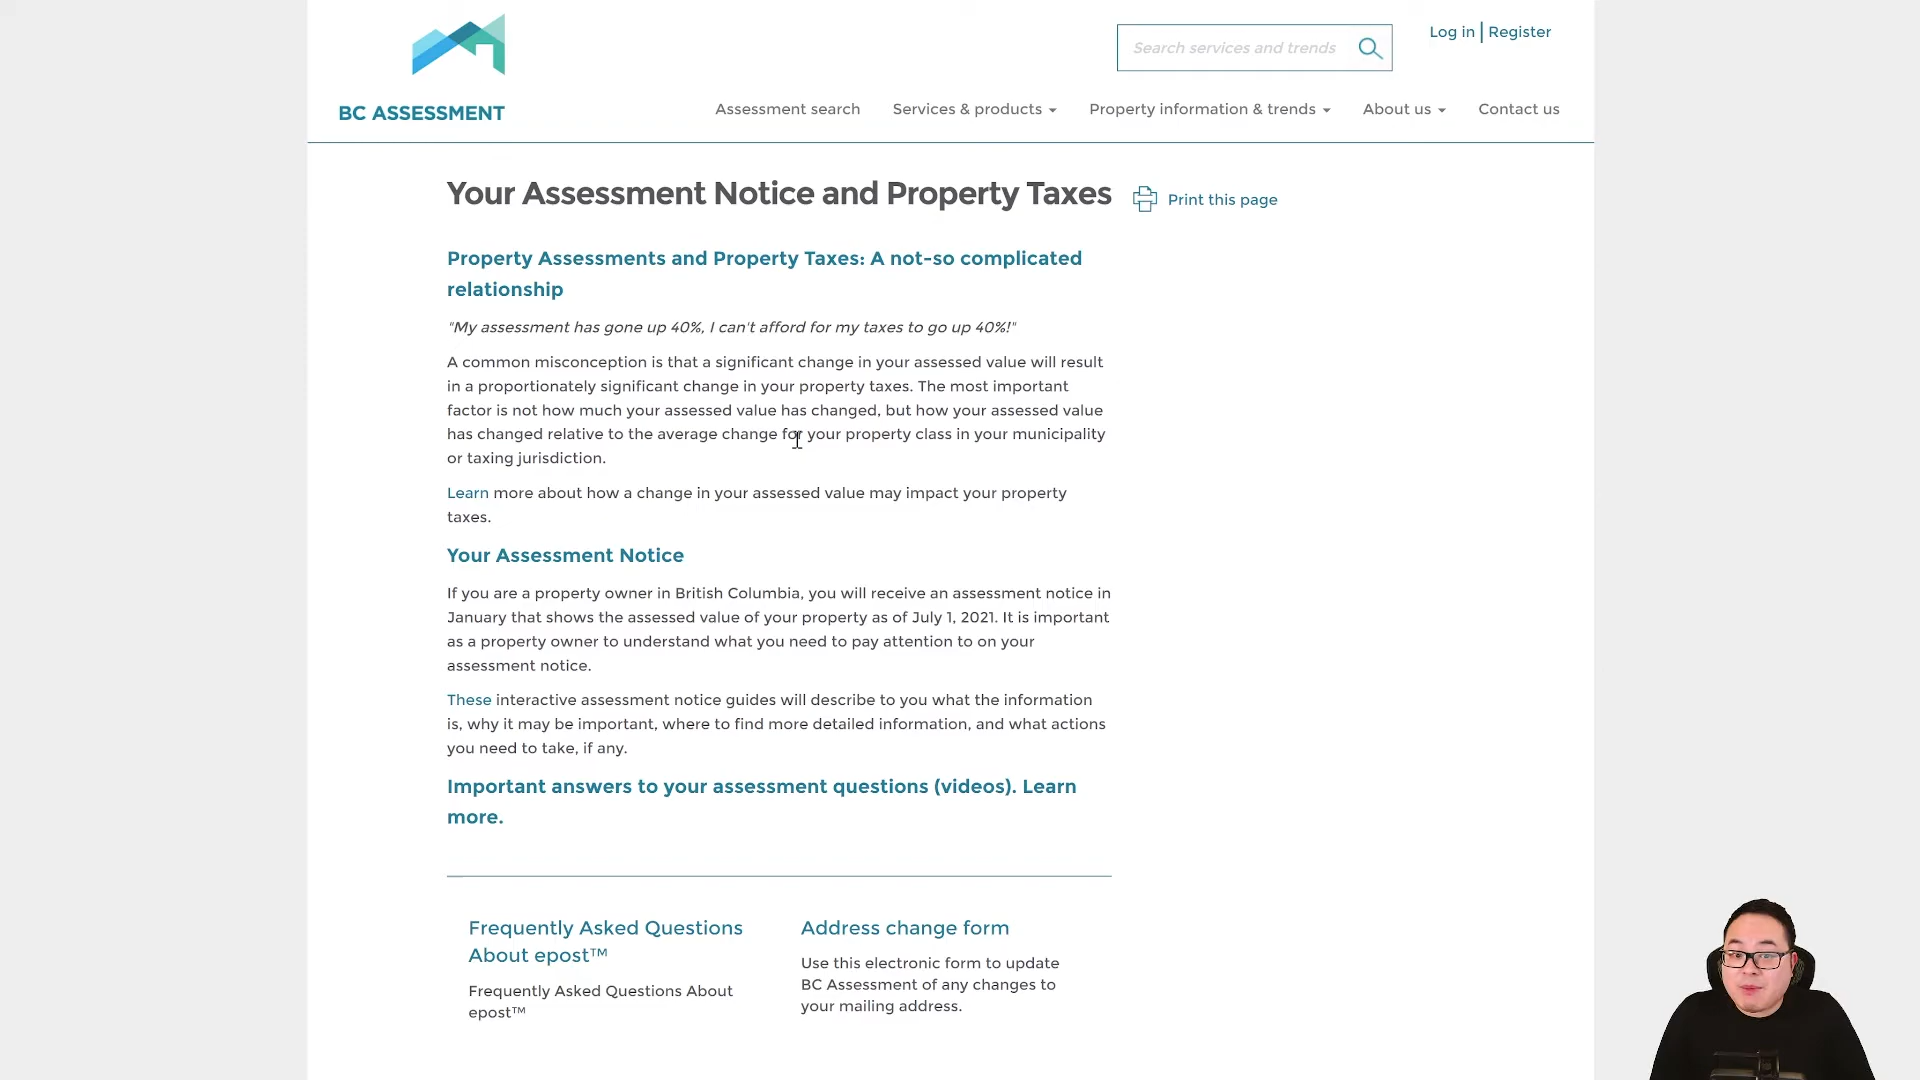 Log in | Register
Search services and trends
BC ASSESSMENT
Assessment search Services & products Property information & trends About us Contact us
Your Assessment Notice and Property Taxes
Print this page
Property Assessments and Property Taxes: A not-so complicated
relationship
"My assessment has gone up 40%, I can't afford for my taxes to go up 40%!"
A common misconception is that a significant change in your assessed value will result
in a proportionately significant change in your property taxes. The most important
factor is not how much your assessed value has changed, but how your assessed value
has changed relative to the average change for your property class in your municipality
or taxing jurisdiction.
Learn more about how a change in your assessed value may impact your property
taxes.
Your Assessment Notice
If you are a property owner in British Columbia, you will receive an assessment notice in
January that shows the assessed value of your property as of July 1, 2021. It is important
as a property owner to understand what you need to pay attention to on your
assessment notice.
These interactive assessment notice guides will describe to you what the information
is, why it may be important, where to find more detailed information, and what actions
you need to take, if any.
Important answers to your assessment questions (videos). Learn
more.
Frequently Asked Questions
About epost™
Frequently Asked Questions About
epost™
Address change form
Use this electronic form to update
BC Assessment of any changes to
your mailing address.